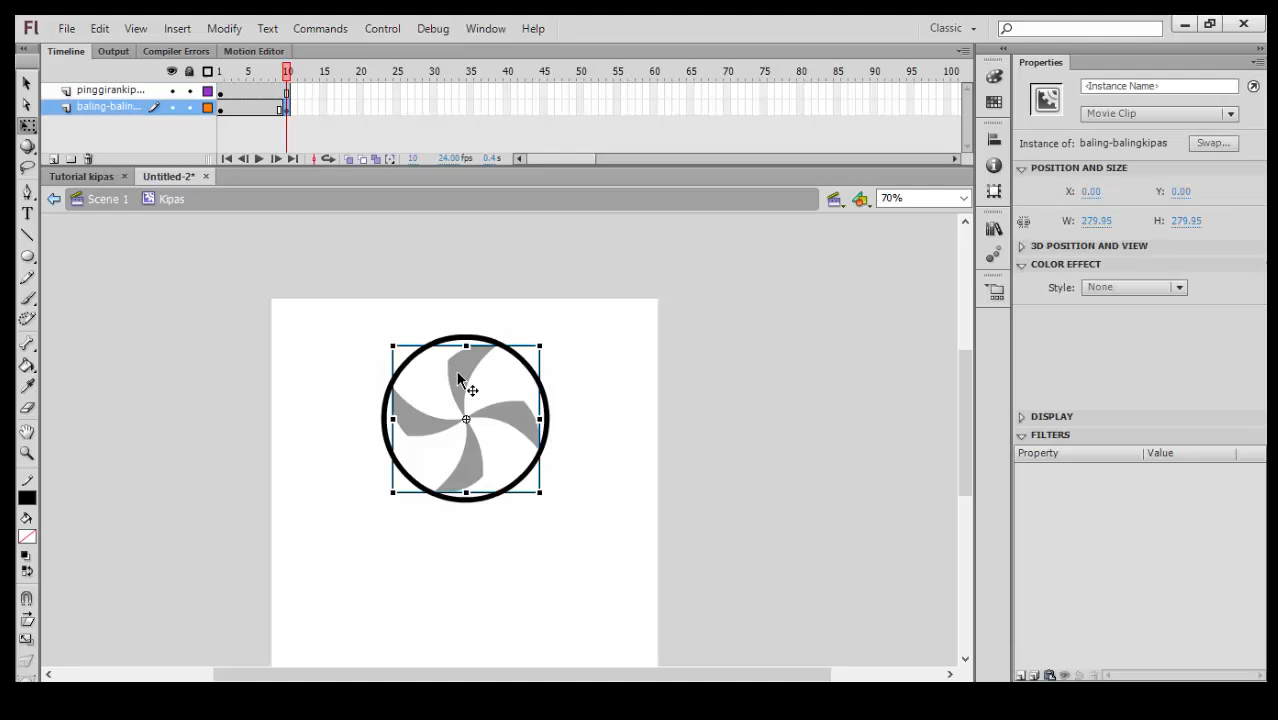 Fl File Edit View Insert Modify Text Commands Control Debug Window Help Classic
Timeline Output Compiler Errors Motion Editor
1 5 10 15 20 25 30 35 40 45 50 55 60 65 70 75 80 85 90 95 100
pinggirankip...
baling-balin...
10 24.00fps 0.4s
Tutorial kipas × Untitled-2* ×
Scene 1 Kipas 70%
Properties
<Instance Name>
Movie Clip
Instance of: baling-balingkipas Swap...
POSITION AND SIZE
X: 0.00 Y: 0.00
W: 279.95 H: 279.95
3D POSITION AND VIEW
COLOR EFFECT
Style: None
DISPLAY
FILTERS
Property Value